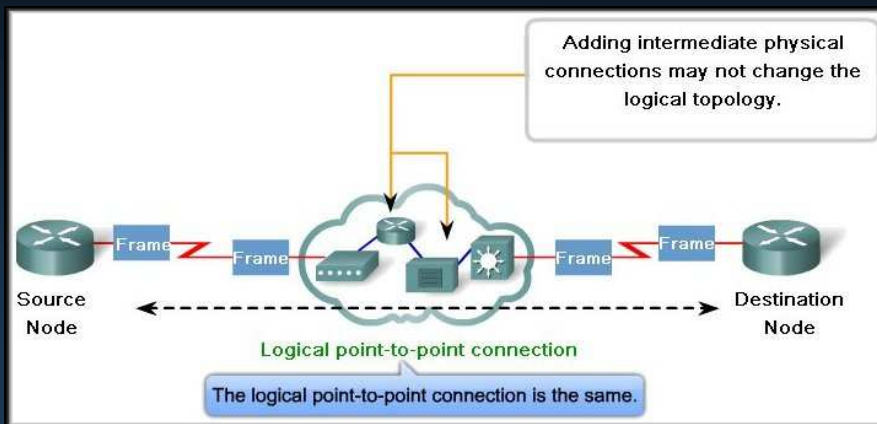 Adding intermediate physical
connections may not change the
logical topology.
Frame
Frame
Frame
Frame
Source
Node
Destination
Node
Logical point-to-point connection
The logical point-to-point connection is the same.